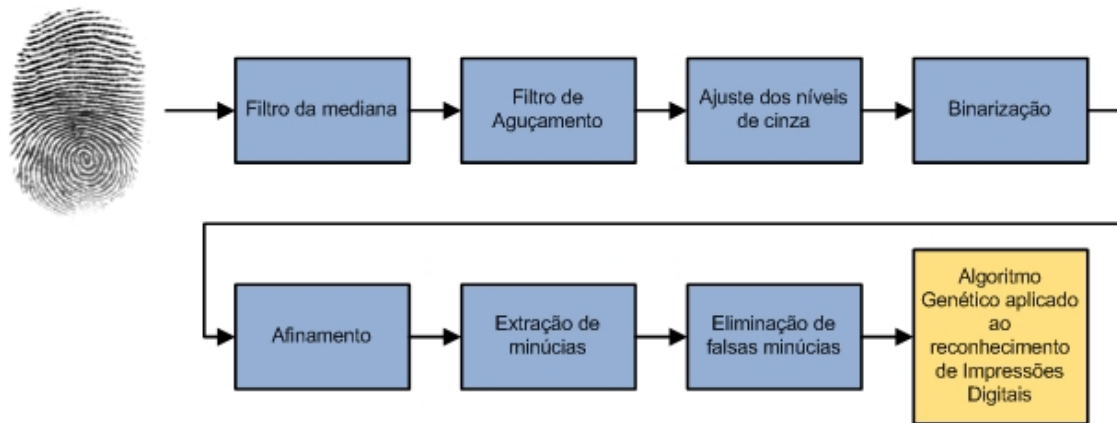 Filtro da mediana
Filtro de
Aguçamento
Ajuste dos níveis
de cinza
Binarização
Afinamento
Extração de
minúcias
Eliminação de
falsas minúcias
Algoritmo
Genético aplicado
ao
reconhecimento
de Impressões
Digitais